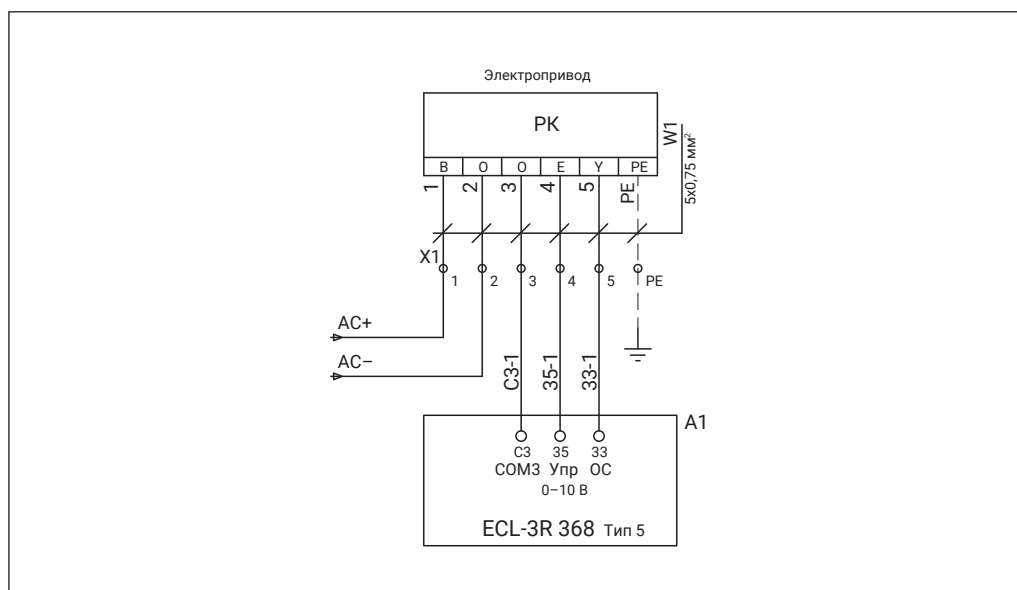 Электропривод
РК
B O O E Y PE
1 2 3 4 5 PE
W1
5x0,75 мм²
X1
1 2 3 4 5 PE
AC+
AC–
C3-1 35-1 33-1
A1
C3 35 33
COM3 Упр ОС
0–10 В
ECL-3R 368 Тип 5